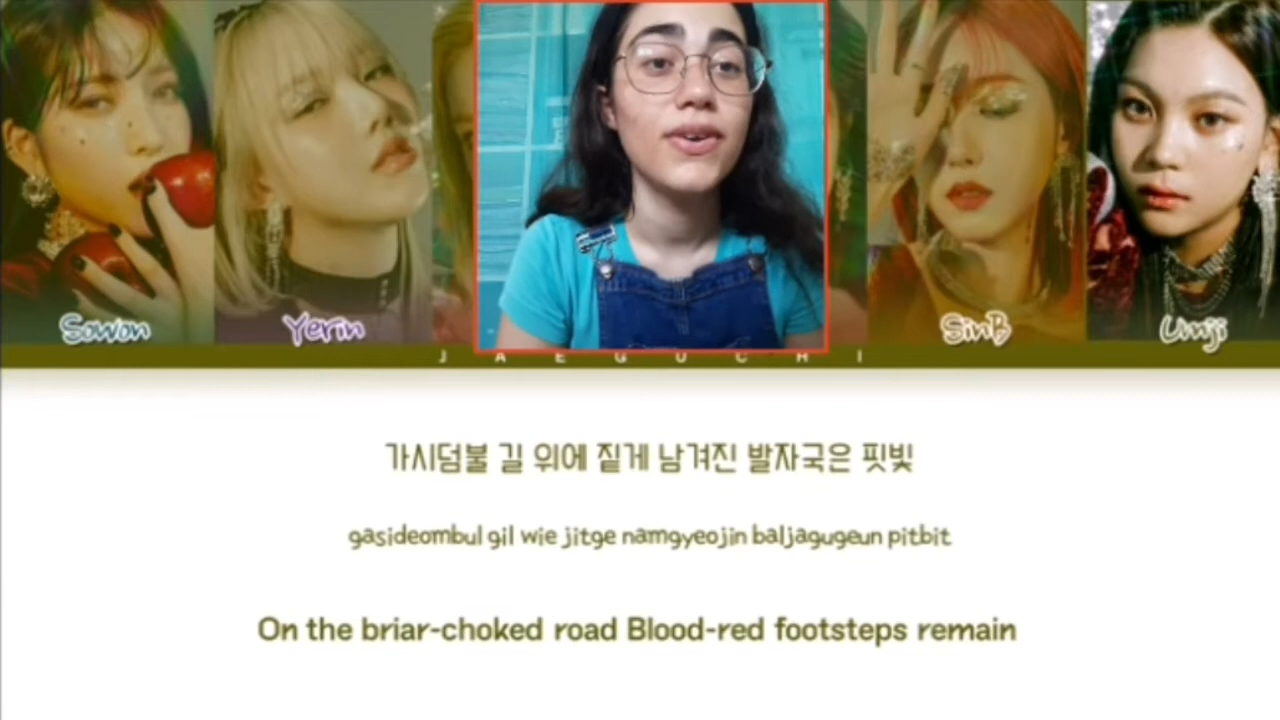 Sowon
Yerin
SinB
Umji
J A E G U C H I
가시덤불 길 위에 짙게 남겨진 발자국은 핏빛
gasideombul gil wie jitge namgyeojin baljagugeun pitbit
On the briar-choked road Blood-red footsteps remain